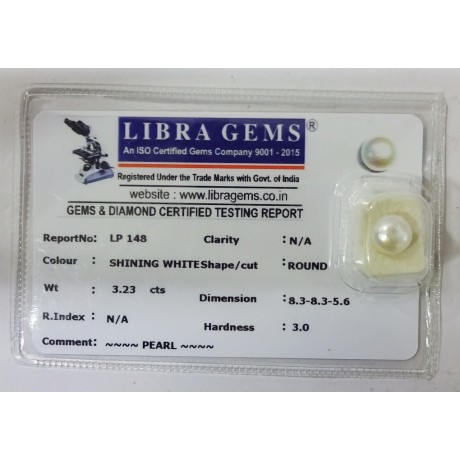 LIBRA GEMS ®
An ISO Certified Gems Company 9001 - 2015
Registered Under the Trade Marks with Govt. of India
website : www.libragems.co.in
GEMS & DIAMOND CERTIFIED TESTING REPORT
ReportNo: LP 148 Clarity : N/A
Colour : SHINING WHITE Shape/cut : ROUND
Wt : 3.23 cts Dimension : 8.3-8.3-5.6
R.Index : N/A Hardness : 3.0
Comment: ~~~~ PEARL ~~~~